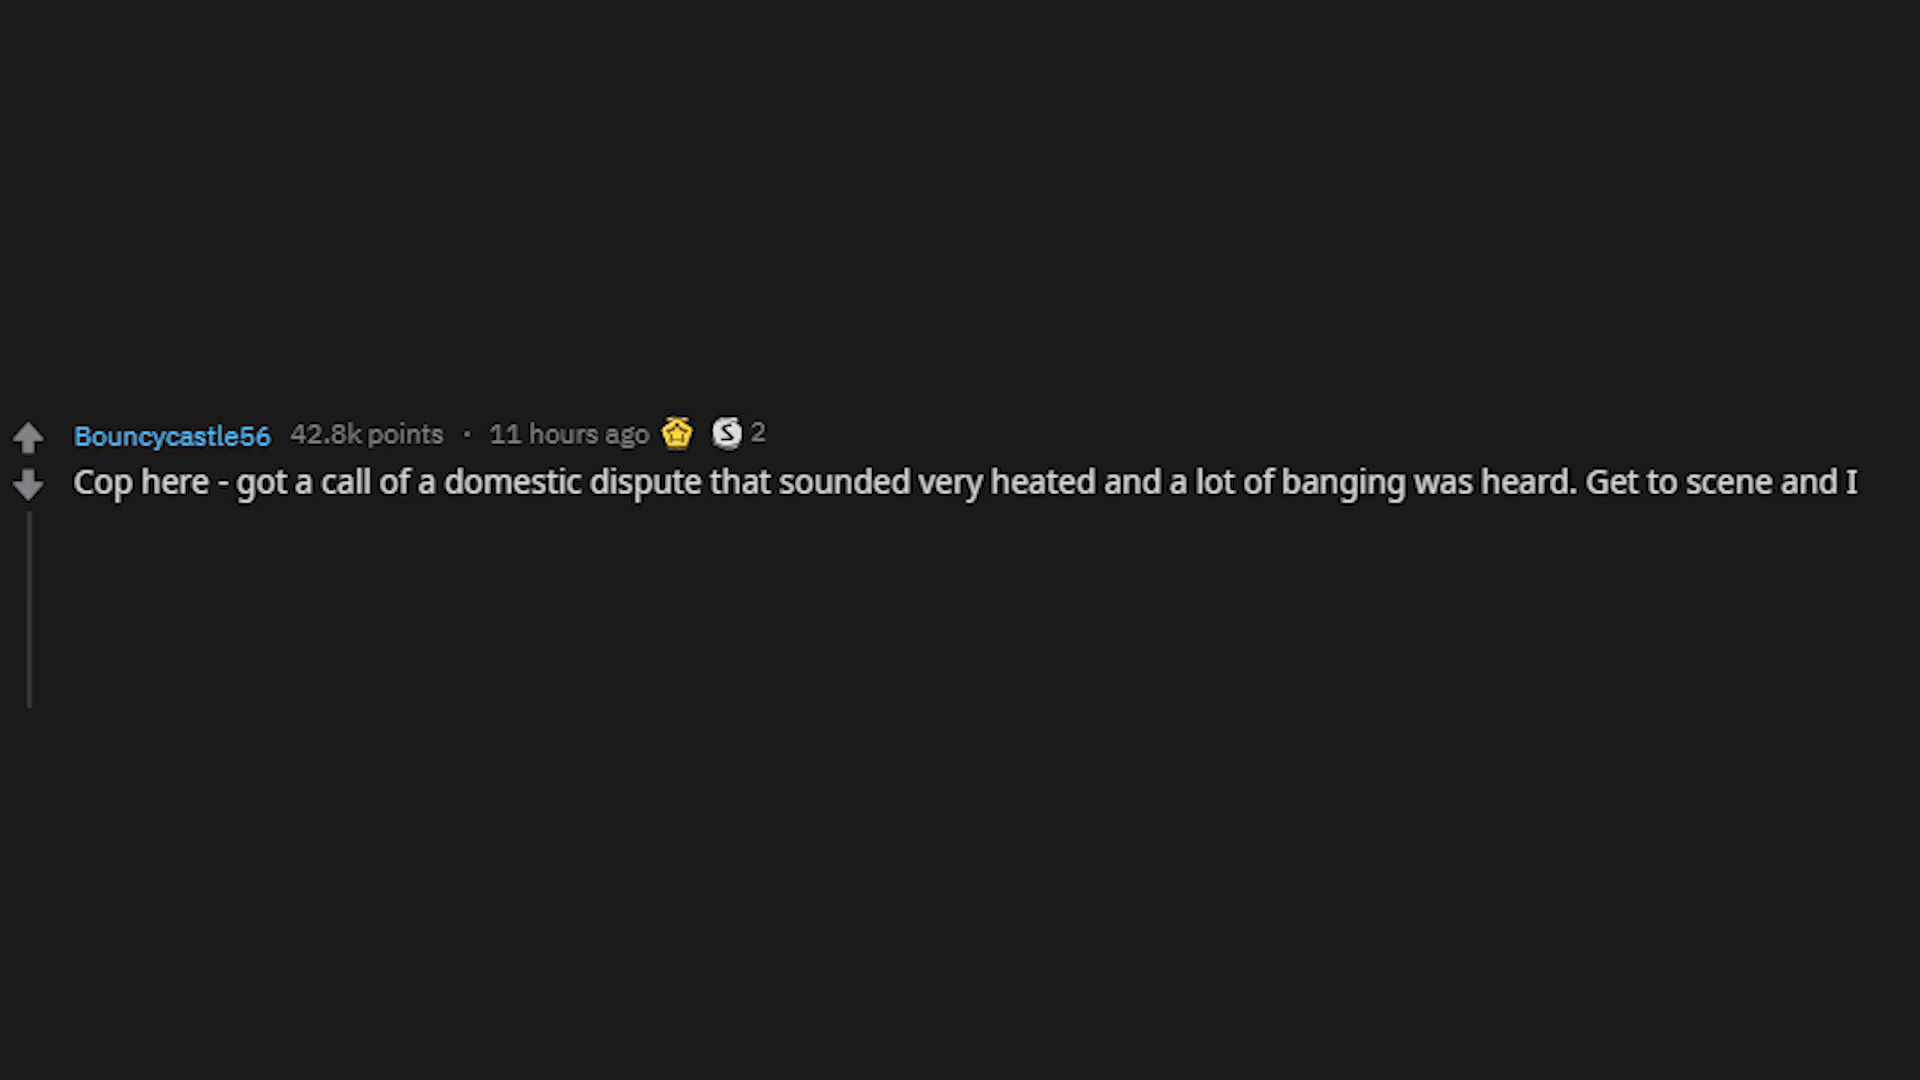 Bouncycastle56 42.8k points · 11 hours ago 2
Cop here - got a call of a domestic dispute that sounded very heated and a lot of banging was heard. Get to scene and I